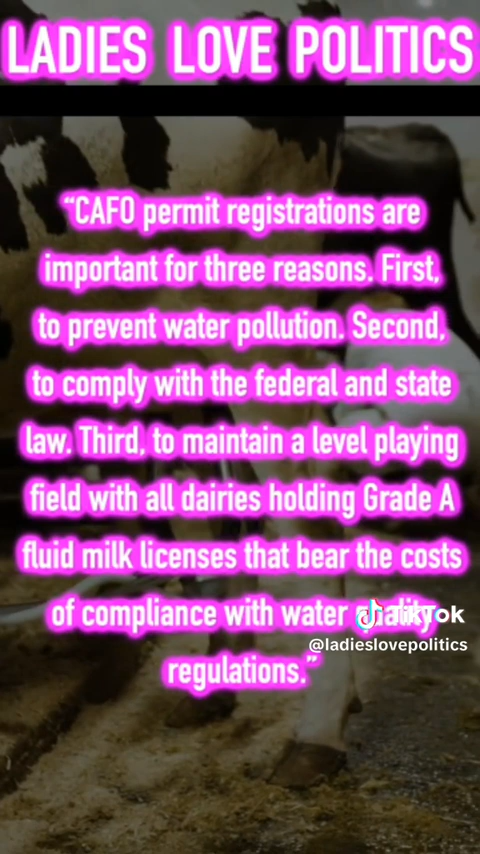 LADIES LOVE POLITICS
“CAFO permit registrations are
important for three reasons. First,
to prevent water pollution. Second,
to comply with the federal and state
law. Third, to maintain a level playing
field with all dairies holding Grade A
fluid milk licenses that bear the costs
of compliance with water quality
TikTok
@ladieslovepolitics
regulations.”